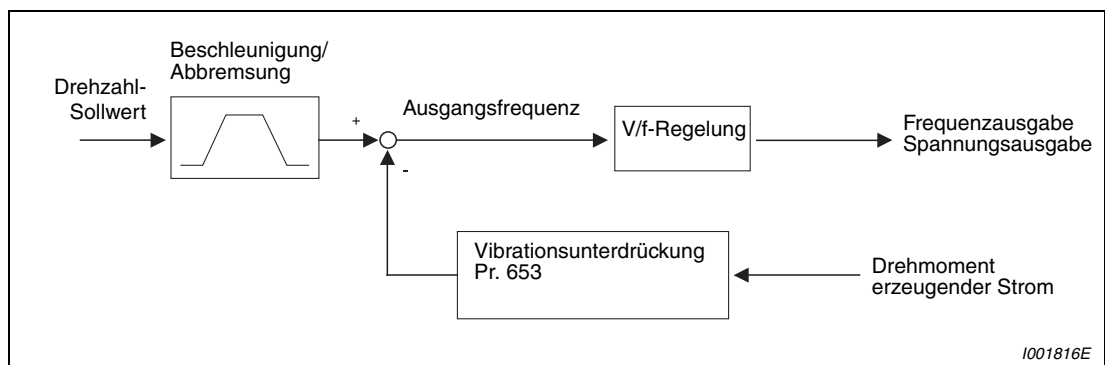 Beschleunigung/
Abbremsung
Drehzahl-
Sollwert
+
-
Ausgangsfrequenz
V/f-Regelung
Frequenzausgabe
Spannungsausgabe
Vibrationsunterdrückung
Pr. 653
Drehmoment
erzeugender Strom
I001816E